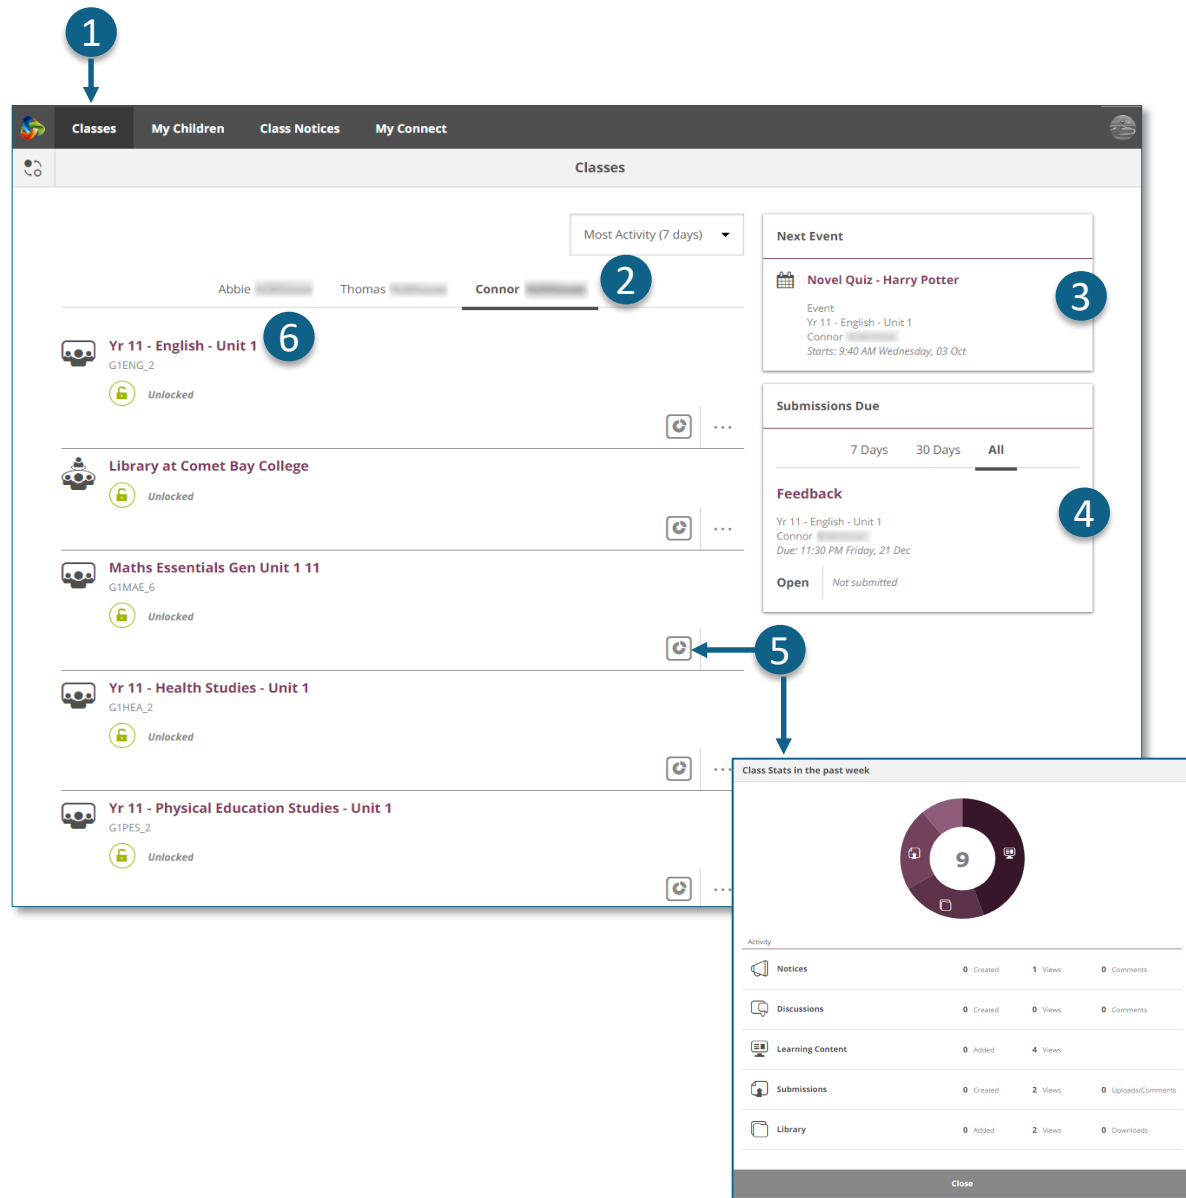 1
Classes My Children Class Notices My Connect
Classes
Most Activity (7 days)
2
Abbie Thomas Connor
6
Yr 11 - English - Unit 1
G1ENG_2
Unlocked
...
Library at Comet Bay College
Unlocked
...
Maths Essentials Gen Unit 1 11
G1MAE_6
Unlocked
5
Yr 11 - Health Studies - Unit 1
G1HEA_2
Unlocked
...
Yr 11 - Physical Education Studies - Unit 1
G1PES_2
Unlocked
...
Next Event
Novel Quiz - Harry Potter
3
Event
Yr 11 - English - Unit 1
Connor
Starts: 9:40 AM Wednesday, 03 Oct
Submissions Due
7 Days 30 Days All
Feedback
4
Yr 11 - English - Unit 1
Connor
Due: 11:30 PM Friday, 21 Dec
Open Not submitted
Class Stats in the past week
9
Activity
Notices 0 Created 1 Views 0 Comments
Discussions 0 Created 0 Views 0 Comments
Learning Content 0 Added 4 Views
Submissions 0 Created 2 Views 0 Uploads/Comments
Library 0 Added 2 Views 0 Downloads
Close